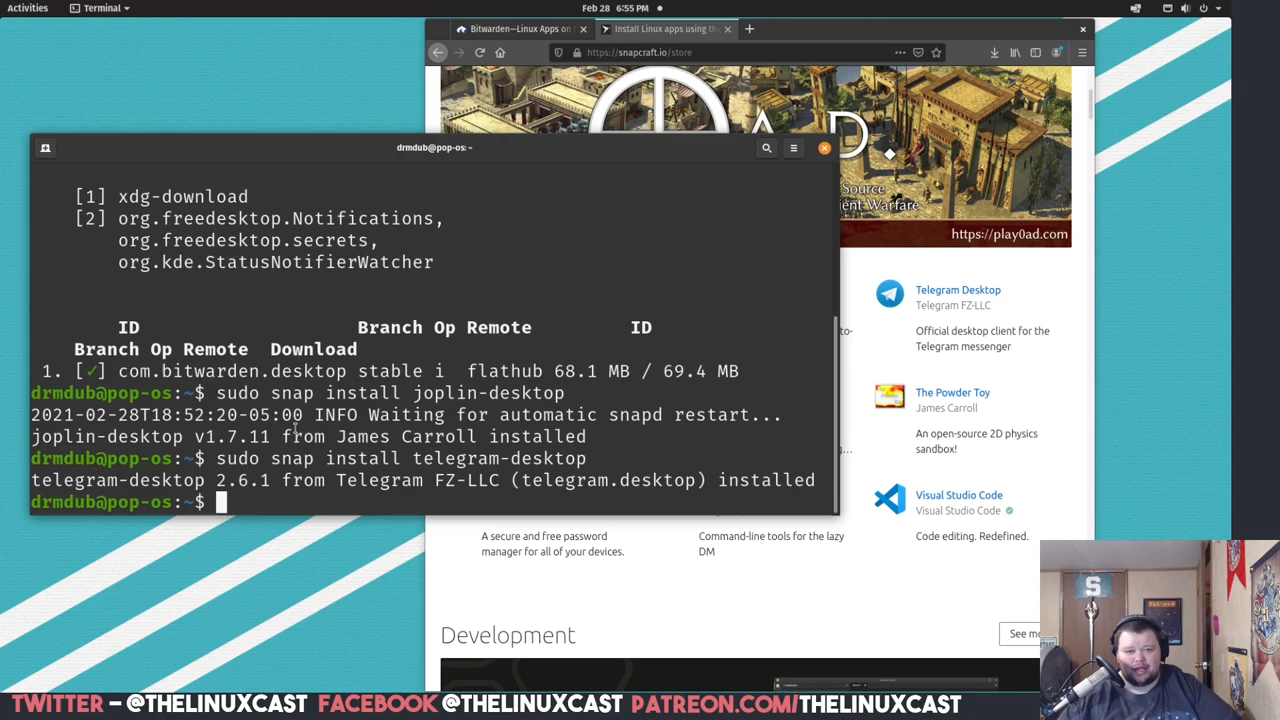 Activities
Terminal
Feb 28 6:55 PM
Bitwarden—Linux Apps on
Install Linux apps using the
https://snapcraft.io/store
A.D.
Source
cient Warfare
https://play0ad.com
drmdub@pop-os: ~
[1] xdg-download
[2] org.freedesktop.Notifications,
org.freedesktop.secrets,
org.kde.StatusNotifierWatcher
ID Branch Op Remote ID
Branch Op Remote Download
1. [✓] com.bitwarden.desktop stable i flathub 68.1 MB / 69.4 MB
drmdub@pop-os:~$ sudo snap install joplin-desktop
2021-02-28T18:52:20-05:00 INFO Waiting for automatic snapd restart...
joplin-desktop v1.7.11 from James Carroll installed
drmdub@pop-os:~$ sudo snap install telegram-desktop
telegram-desktop 2.6.1 from Telegram FZ-LLC (telegram.desktop) installed
drmdub@pop-os:~$
to-
Telegram Desktop
Telegram FZ-LLC
Official desktop client for the
Telegram messenger
The Powder Toy
James Carroll
An open-source 2D physics
sandbox
Visual Studio Code
Visual Studio Code
Code editing. Redefined.
A secure and free password
manager for all of your devices.
Command-line tools for the lazy
DM
Development
See mo
S
TWITTER – @THELINUXCAST FACEBOOK @THELINUXCAST PATREON.COM/THELINUXCAST